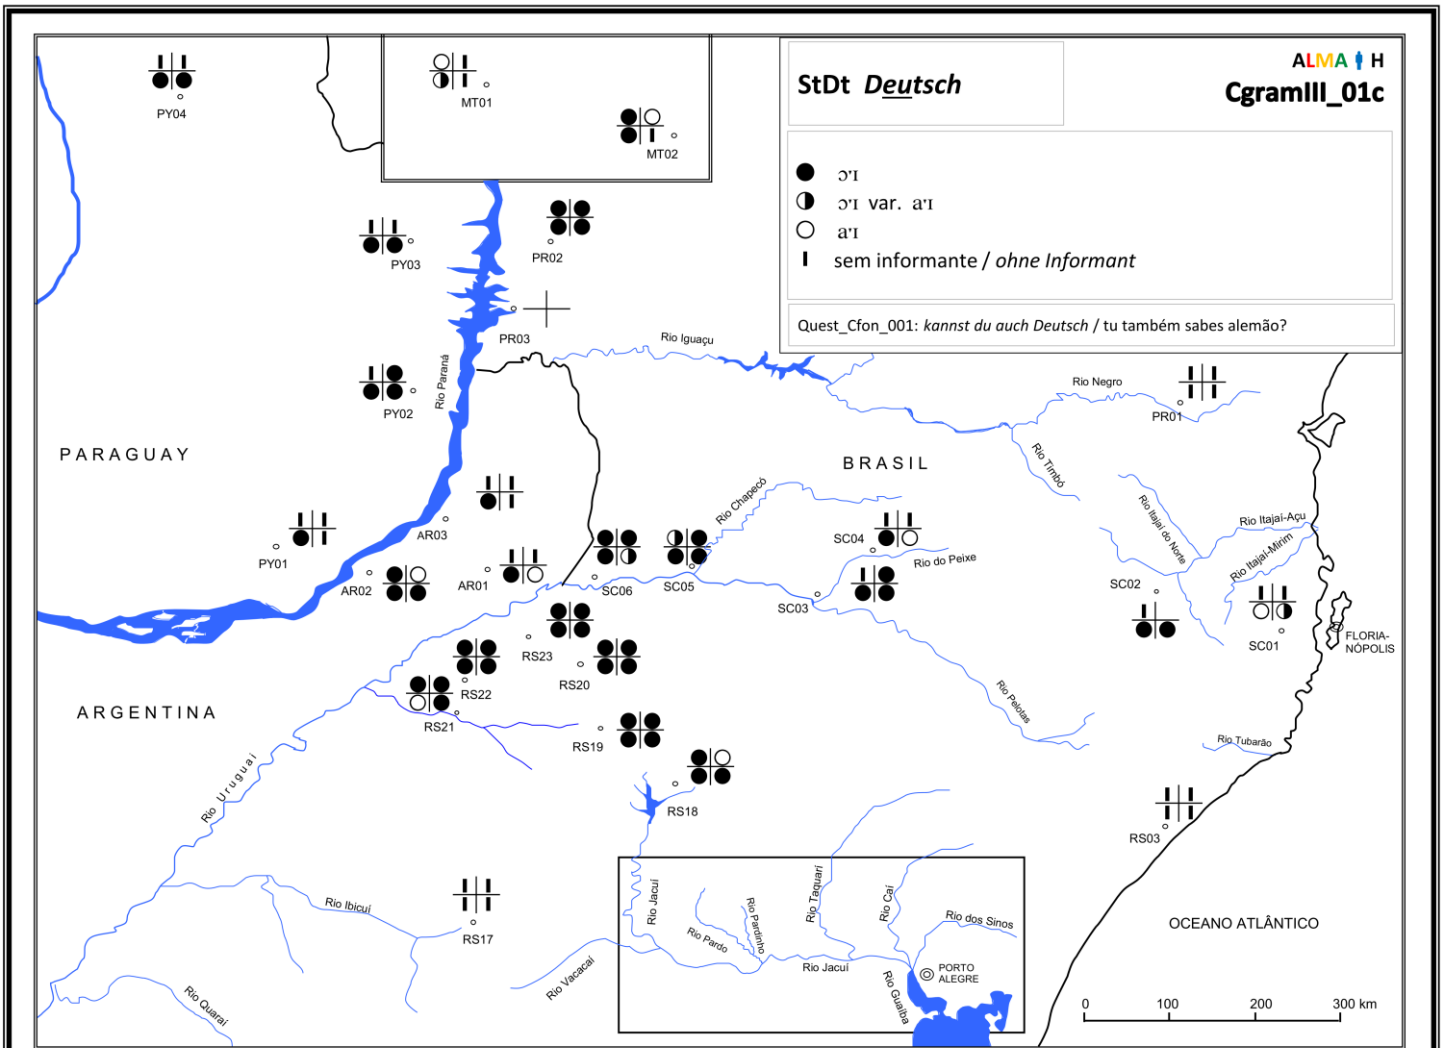 StDt Deutsch
ALMA H
CgramIII_01c
ɔ'ɪ
ɔ'ɪ var. a'ɪ
a'ɪ
sem informante / ohne Informant
Quest_Cfon_001: kannst du auch Deutsch / tu também sabes alemão?
PY04
MT01
MT02
PY03
PR02
PR03
Rio Iguaçu
Rio Paraná
PY02
Rio Negro
PR01
PARAGUAY
BRASIL
Rio Timbó
Rio Chapecó
Rio Itajaí do Norte
Rio Itajaí-Açu
Rio Itajaí-Mirim
AR03
PY01
SC04
Rio do Peixe
AR02
AR01
SC06
SC05
SC03
SC02
SC01
FLORIA-
NÓPOLIS
RS23
RS20
RS22
RS21
ARGENTINA
Rio Pelotas
RS19
Rio Tubarão
Rio Uruguai
RS18
RS03
Rio Jacuí
Rio Taquarí
Rio Caí
Rio Ibicuí
RS17
Rio Pardo
Rio Pardinho
Rio dos Sinos
OCEANO ATLÂNTICO
Rio Vacacaí
Rio Jacuí
PORTO
ALEGRE
Rio Guaíba
Rio Quaraí
0 100 200 300 km